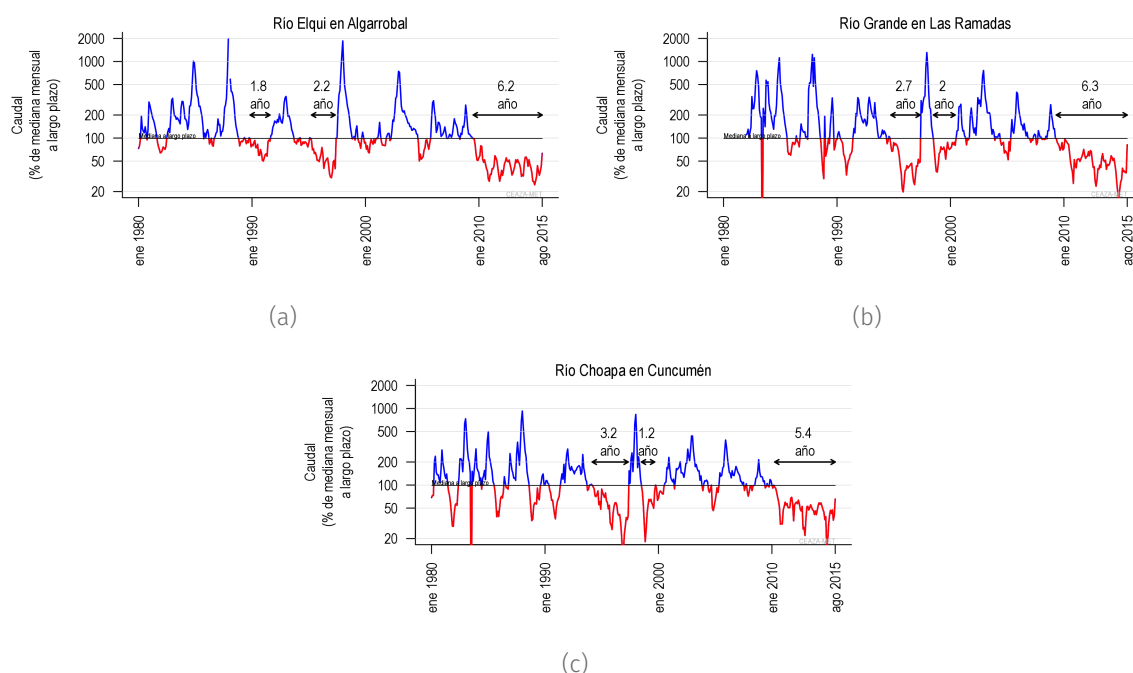 Río Elqui en Algarrobal
Caudal
(% de mediana mensual
a largo plazo)
2000
1000
500
200
100
50
20
1.8
año
2.2
año
6.2
año
Mediana a largo plazo
CEAZA-MET
ene 1980
ene 1990
ene 2000
ene 2010
ago 2015
(a)
Río Grande en Las Ramadas
Caudal
(% de mediana mensual
a largo plazo)
2000
1000
500
200
100
50
20
2.7
año
2
año
6.3
año
Mediana a largo plazo
CEAZA-MET
ene 1980
ene 1990
ene 2000
ene 2010
ago 2015
(b)
Río Choapa en Cuncumén
Caudal
(% de mediana mensual
a largo plazo)
2000
1000
500
200
100
50
20
3.2
año
1.2
año
5.4
año
Mediana a largo plazo
CEAZA-MET
ene 1980
ene 1990
ene 2000
ene 2010
ago 2015
(c)